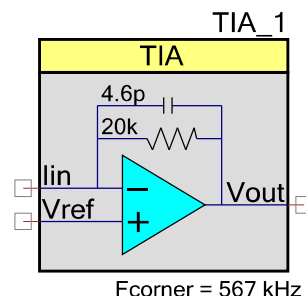 TIA_1
TIA
4.6p
20k
Iin
Vref
Vout
Fcorner = 567 kHz